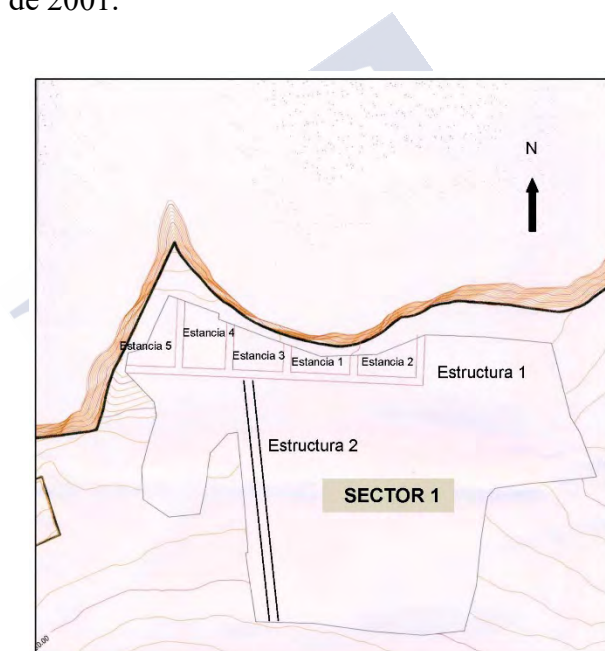 de 2001.
N
Estancia 4
Estancia 5
Estancia 3
Estancia 1
Estancia 2
Estructura 1
Estructura 2
SECTOR 1